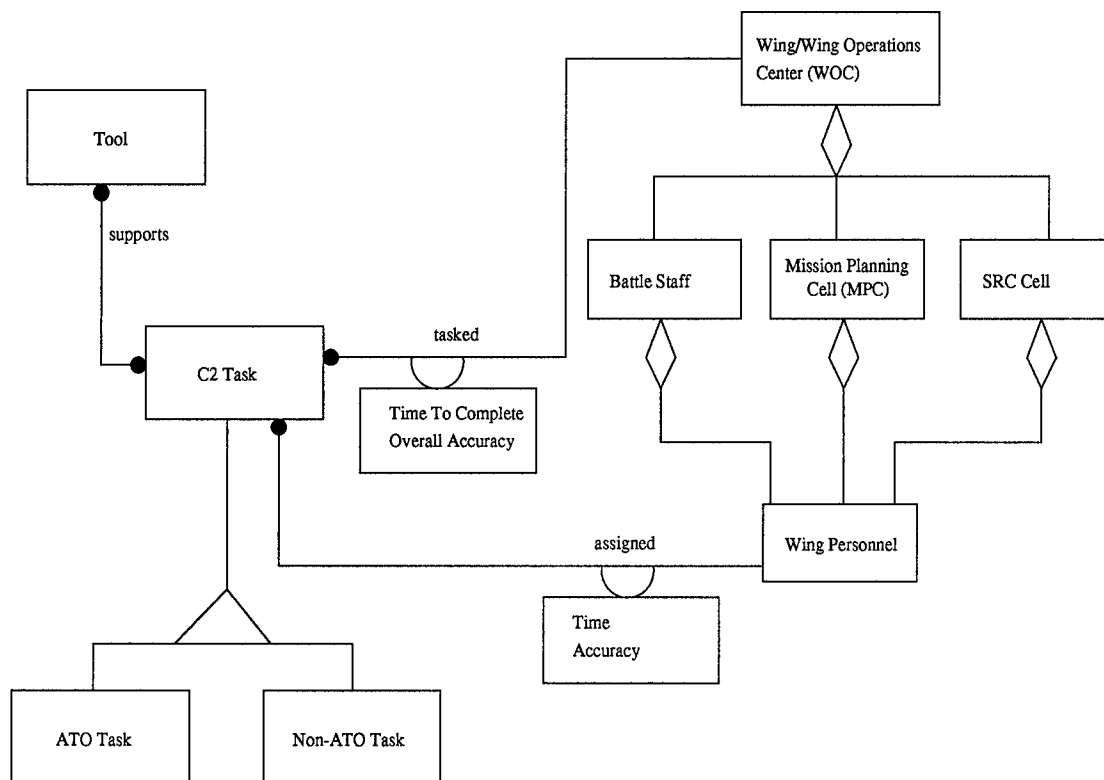 Wing/Wing Operations
Center (WOC)
Tool
supports
Battle Staff
Mission Planning
Cell (MPC)
SRC Cell
tasked
C2 Task
Time To Complete
Overall Accuracy
assigned
Wing Personnel
Time
Accuracy
ATO Task
Non-ATO Task